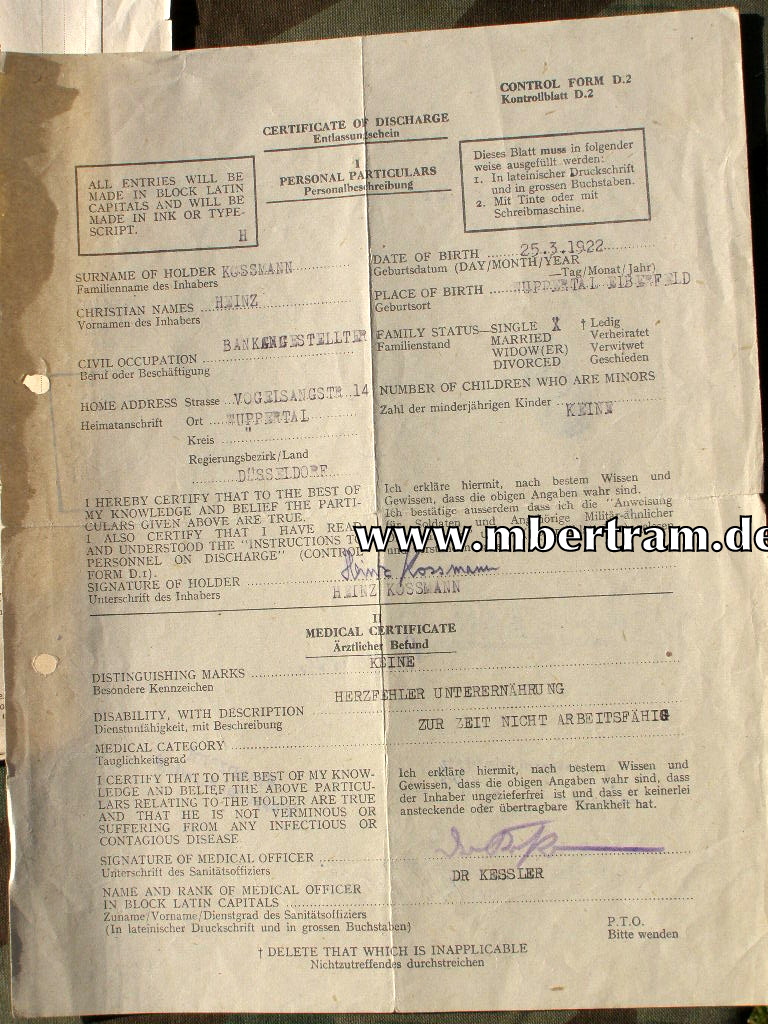 CONTROL FORM D.2
Kontrollblatt D.2
CERTIFICATE OF DISCHARGE
Entlassungschein
I
PERSONAL PARTICULARS
Personalbeschreibung
ALL ENTRIES WILL BE
MADE IN BLOCK LATIN
CAPITALS AND WILL BE
MADE IN INK OR TYPE-
SCRIPT.
H
Dieses Blatt muss in folgender
weise ausgefüllt werden:
1. In lateinischer Druckschrift
und in grossen Buchstaben.
2. Mit Tinte oder mit
Schreibmaschine.
SURNAME OF HOLDER KOSSMANN
Familienname des Inhabers
CHRISTIAN NAMES HEINZ
Vornamen des Inhabers
BANKANGESTELLTER
CIVIL OCCUPATION
Beruf oder Beschäftigung
HOME ADDRESS Strasse VOGELSANGSTR.14
Heimatanschrift Ort WUPPERTAL
Kreis "
Regierungsbezirk/Land
DÜSSELDORF
DATE OF BIRTH 25.3.1922
Geburtsdatum (DAY/MONTH/YEAR
—Tag/Monat/Jahr)
PLACE OF BIRTH WUPPERTAL ELBERFELD
Geburtsort
FAMILY STATUS—SINGLE X † Ledig
Familienstand MARRIED Verheiratet
WIDOW(ER) Verwitwet
DIVORCED Geschieden
NUMBER OF CHILDREN WHO ARE MINORS
Zahl der minderjährigen Kinder KEINE
I HEREBY CERTIFY THAT TO THE BEST OF
MY KNOWLEDGE AND BELIEF THE PARTI-
CULARS GIVEN ABOVE ARE TRUE.
I ALSO CERTIFY THAT I HAVE READ
AND UNDERSTOOD THE "INSTRUCTIONS TO
PERSONNEL ON DISCHARGE" (CONTROL
FORM D.1).
SIGNATURE OF HOLDER Heinz Kossmann
Unterschrift des Inhabers HEINZ KOSSMANN
Ich erkläre hiermit, nach bestem Wissen und
Gewissen, dass die obigen Angaben wahr sind.
Ich bestätige ausserdem dass ich die "Anweisung
für Soldaten und Angehörige Militär-ähnlicher
www.mbertram.de
II
MEDICAL CERTIFICATE
Ärztlicher Befund
KEINE
DISTINGUISHING MARKS
Besondere Kennzeichen
HERZFEHLER UNTERERNÄHRUNG
DISABILITY, WITH DESCRIPTION
Dienstunfähigkeit, mit Beschreibung
ZUR ZEIT NICHT ARBEITSFÄHIG
MEDICAL CATEGORY
Tauglichkeitsgrad
I CERTIFY THAT TO THE BEST OF MY KNOW-
LEDGE AND BELIEF THE ABOVE PARTICU-
LARS RELATING TO THE HOLDER ARE TRUE
AND THAT HE IS NOT VERMINOUS OR
SUFFERING FROM ANY INFECTIOUS OR
CONTAGIOUS DISEASE
Ich erkläre hiermit, nach bestem Wissen und
Gewissen, dass die obigen Angaben wahr sind, dass
der Inhaber ungezieferfrei ist und dass er keinerlei
ansteckende oder übertragbare Krankheit hat.
SIGNATURE OF MEDICAL OFFICER
Unterschrift des Sanitätsoffiziers
DR KESSLER
NAME AND RANK OF MEDICAL OFFICER
IN BLOCK LATIN CAPITALS
Zuname/Vorname/Dienstgrad des Sanitätsoffiziers
(In lateinischer Druckschrift und in grossen Buchstaben)
P.T.O.
Bitte wenden
† DELETE THAT WHICH IS INAPPLICABLE
Nichtzutreffendes durchstreichen